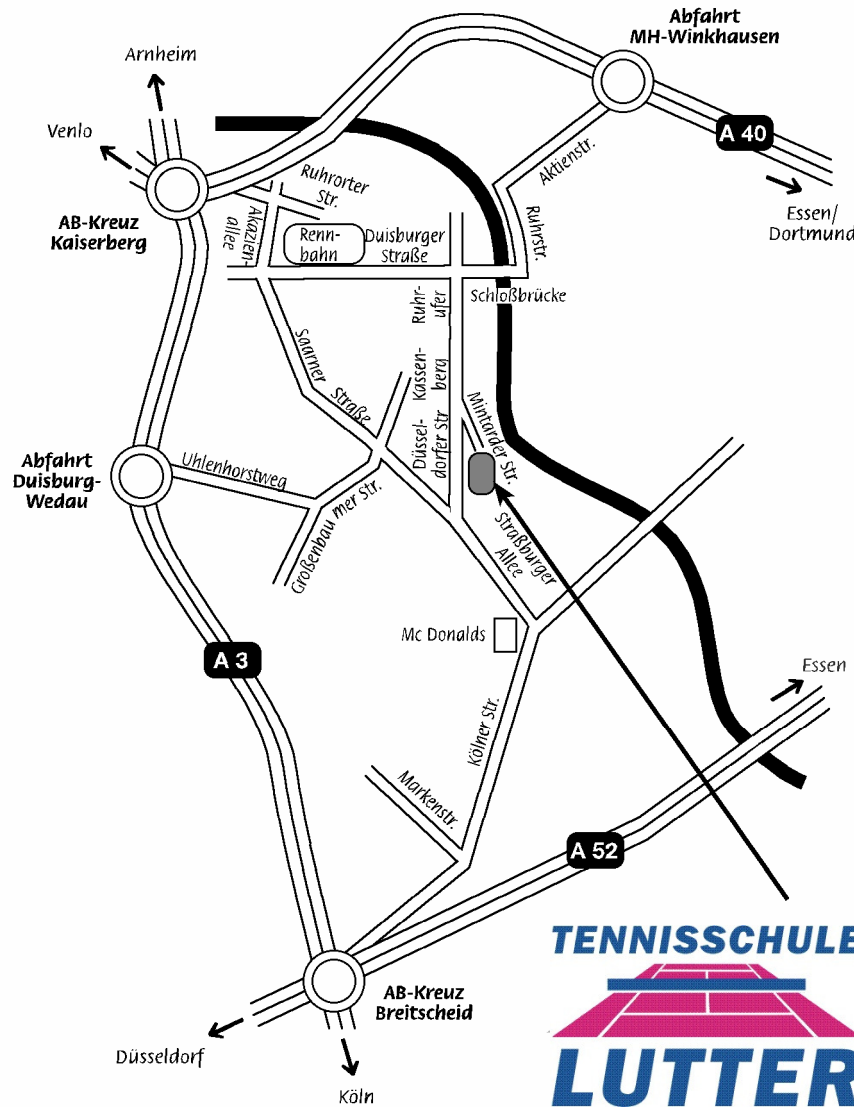 Abfahrt
MH-Winkhausen
Arnheim
Venlo
A 40
Aktienstr.
Ruhrorter
Str.
Essen/
Dortmund
AB-Kreuz
Kaiserberg
Akazien-
allee
Renn-
bahn
Duisburger
Straße
Ruhrstr.
Schloßbrücke
Ruhr-
ufer
Saarner Straße
Kassen-
berg
Mintarder Str.
Düssel-
dorfer Str
Abfahrt
Duisburg-
Wedau
Uhlenhorstweg
Großenbau mer Str.
Straßburger
Allee
Mc Donalds
A 3
Essen
Kölner Str.
Markenstr.
A 52
AB-Kreuz
Breitscheid
Düsseldorf
Köln
TENNISSCHULE
LUTTER